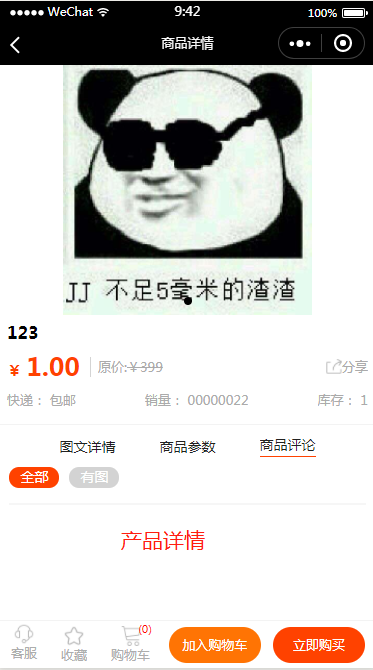 WeChat 9:42 100%
商品详情
JJ 不足5毫米的渣渣
123
¥ 1.00 原价:¥399 分享
快递： 包邮 销量： 00000022 库存： 1
图文详情 商品参数 商品评论
全部 有图
产品详情
客服 收藏 购物车 (0) 加入购物车 立即购买